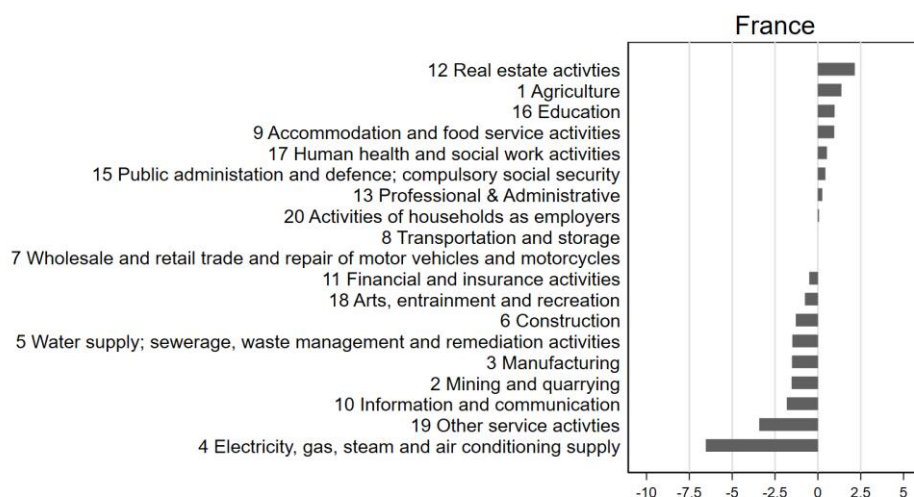 France
12 Real estate activties
1 Agriculture
16 Education
9 Accommodation and food service activities
17 Human health and social work activities
15 Public administation and defence; compulsory social security
13 Professional & Administrative
20 Activities of households as employers
8 Transportation and storage
7 Wholesale and retail trade and repair of motor vehicles and motorcycles
11 Financial and insurance activities
18 Arts, entrainment and recreation
6 Construction
5 Water supply; sewerage, waste management and remediation activities
3 Manufacturing
2 Mining and quarrying
10 Information and communication
19 Other service activties
4 Electricity, gas, steam and air conditioning supply
-10 -7.5 -5 -2.5 0 2.5 5